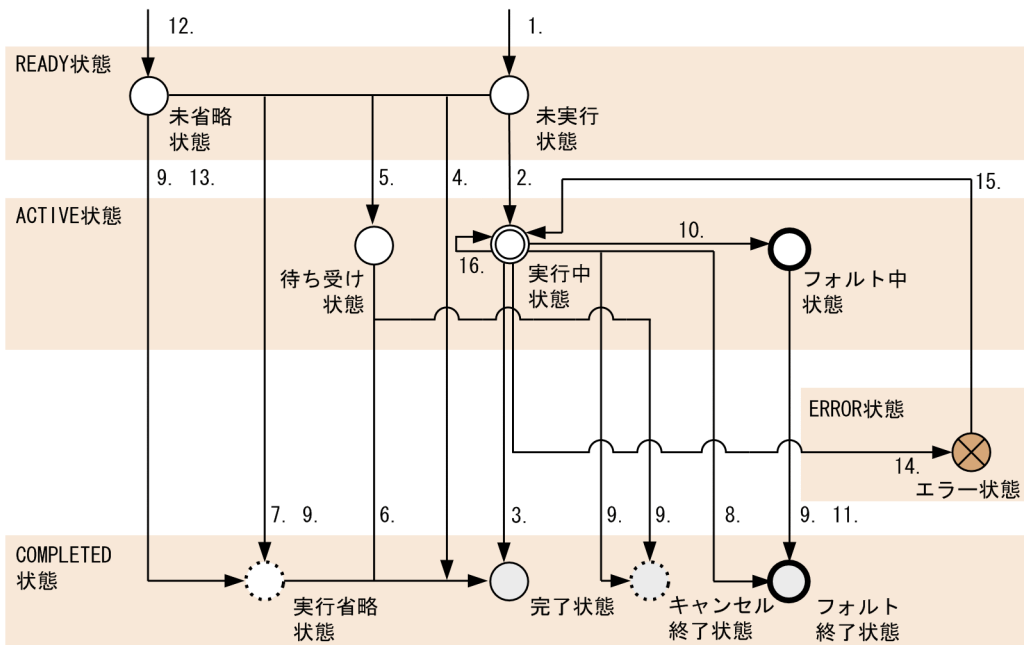 12.
1.
READY状態
未省略
状態
未実行
状態
9. 13.
5.
4.
2.
15.
ACTIVE状態
10.
16.
待ち受け
状態
実行中
状態
フォルト中
状態
ERROR状態
14.
エラー状態
7. 9.
6.
3.
9.
9.
8.
9. 11.
COMPLETED
状態
実行省略
状態
完了状態
キャンセル
終了状態
フォルト
終了状態